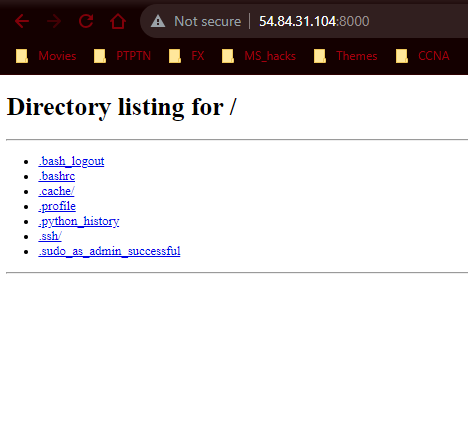 Not secure 54.84.31.104:8000
Movies PTPTN FX MS_hacks Themes CCNA
Directory listing for /
.bash_logout
.bashrc
.cache/
.profile
.python_history
.ssh/
.sudo_as_admin_successful